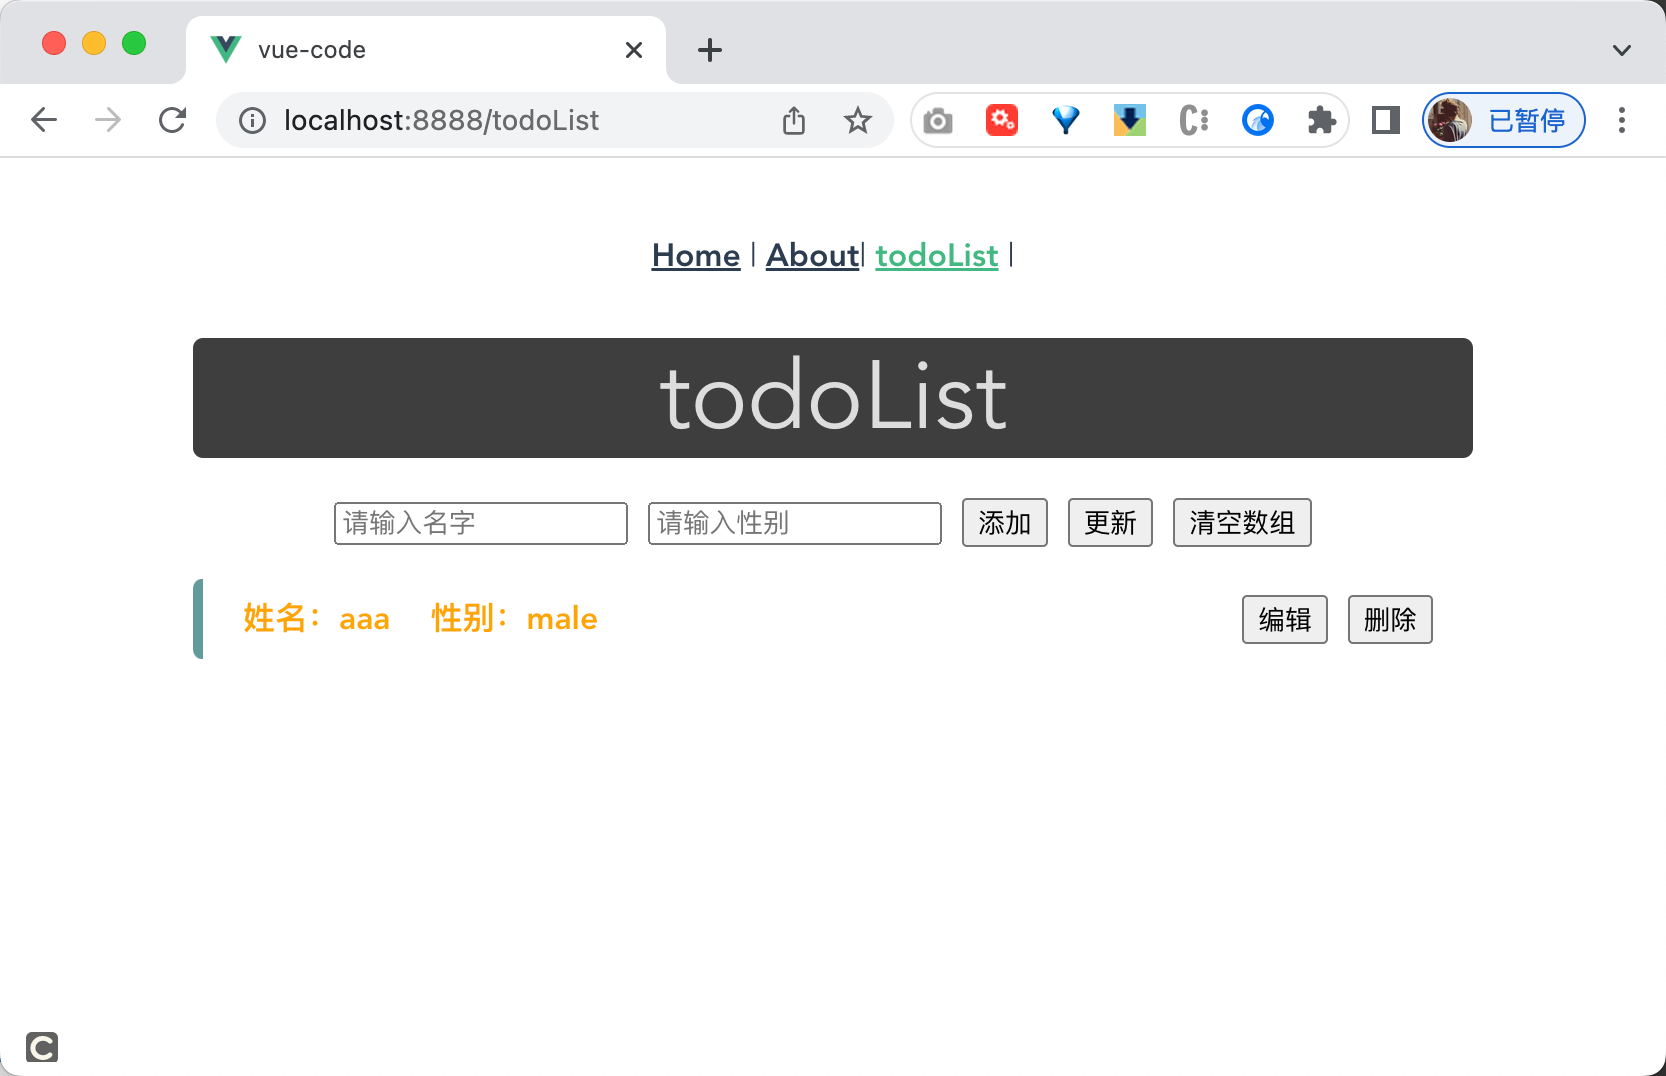 vue-code
localhost:8888/todoList
已暂停
Home | About| todoList |
todoList
请输入名字 请输入性别 添加 更新 清空数组
姓名：aaa 性别：male 编辑 删除
C